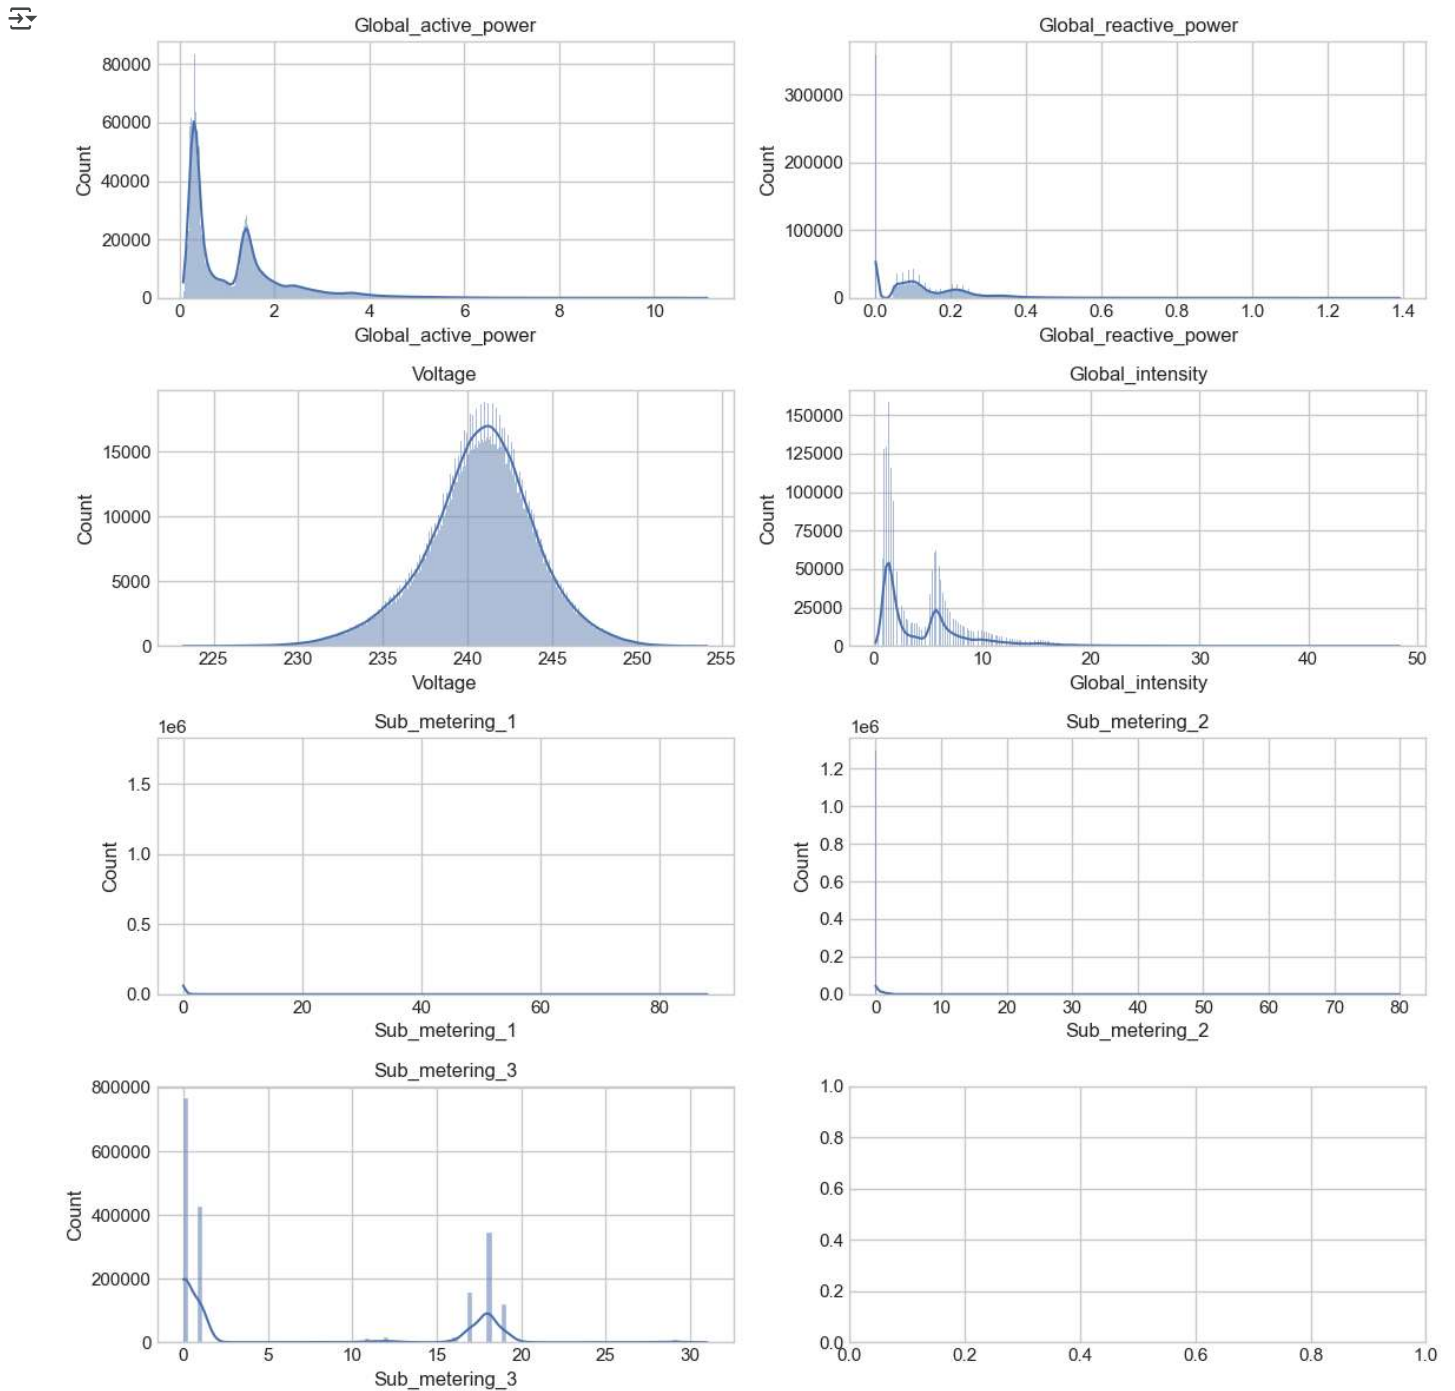 Global_active_power
80000
60000
40000
20000
0
Count
0 2 4 6 8 10
Global_active_power
Global_reactive_power
300000
200000
100000
0
Count
0.0 0.2 0.4 0.6 0.8 1.0 1.2 1.4
Global_reactive_power
Voltage
15000
10000
5000
0
Count
225 230 235 240 245 250 255
Voltage
Global_intensity
150000
125000
100000
75000
50000
25000
0
Count
0 10 20 30 40 50
Global_intensity
Sub_metering_1
1e6
1.5
1.0
0.5
0.0
Count
0 20 40 60 80
Sub_metering_1
Sub_metering_2
1e6
1.2
1.0
0.8
0.6
0.4
0.2
0.0
Count
0 10 20 30 40 50 60 70 80
Sub_metering_2
Sub_metering_3
800000
600000
400000
200000
0
Count
0 5 10 15 20 25 30
Sub_metering_3
1.0
0.8
0.6
0.4
0.2
0.0
0.0 0.2 0.4 0.6 0.8 1.0